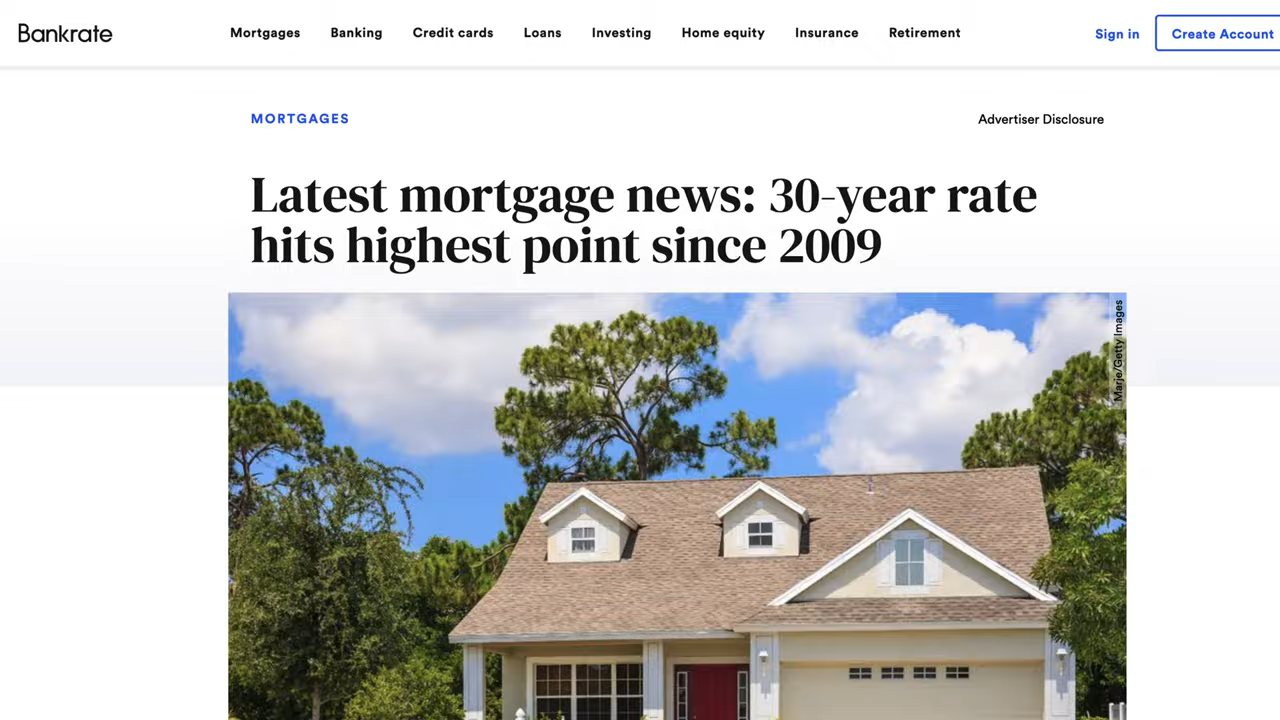 Bankrate
Mortgages Banking Credit cards Loans Investing Home equity Insurance Retirement
Sign in Create Account
MORTGAGES
Advertiser Disclosure
Latest mortgage news: 30-year rate
hits highest point since 2009
Marje/Getty Images